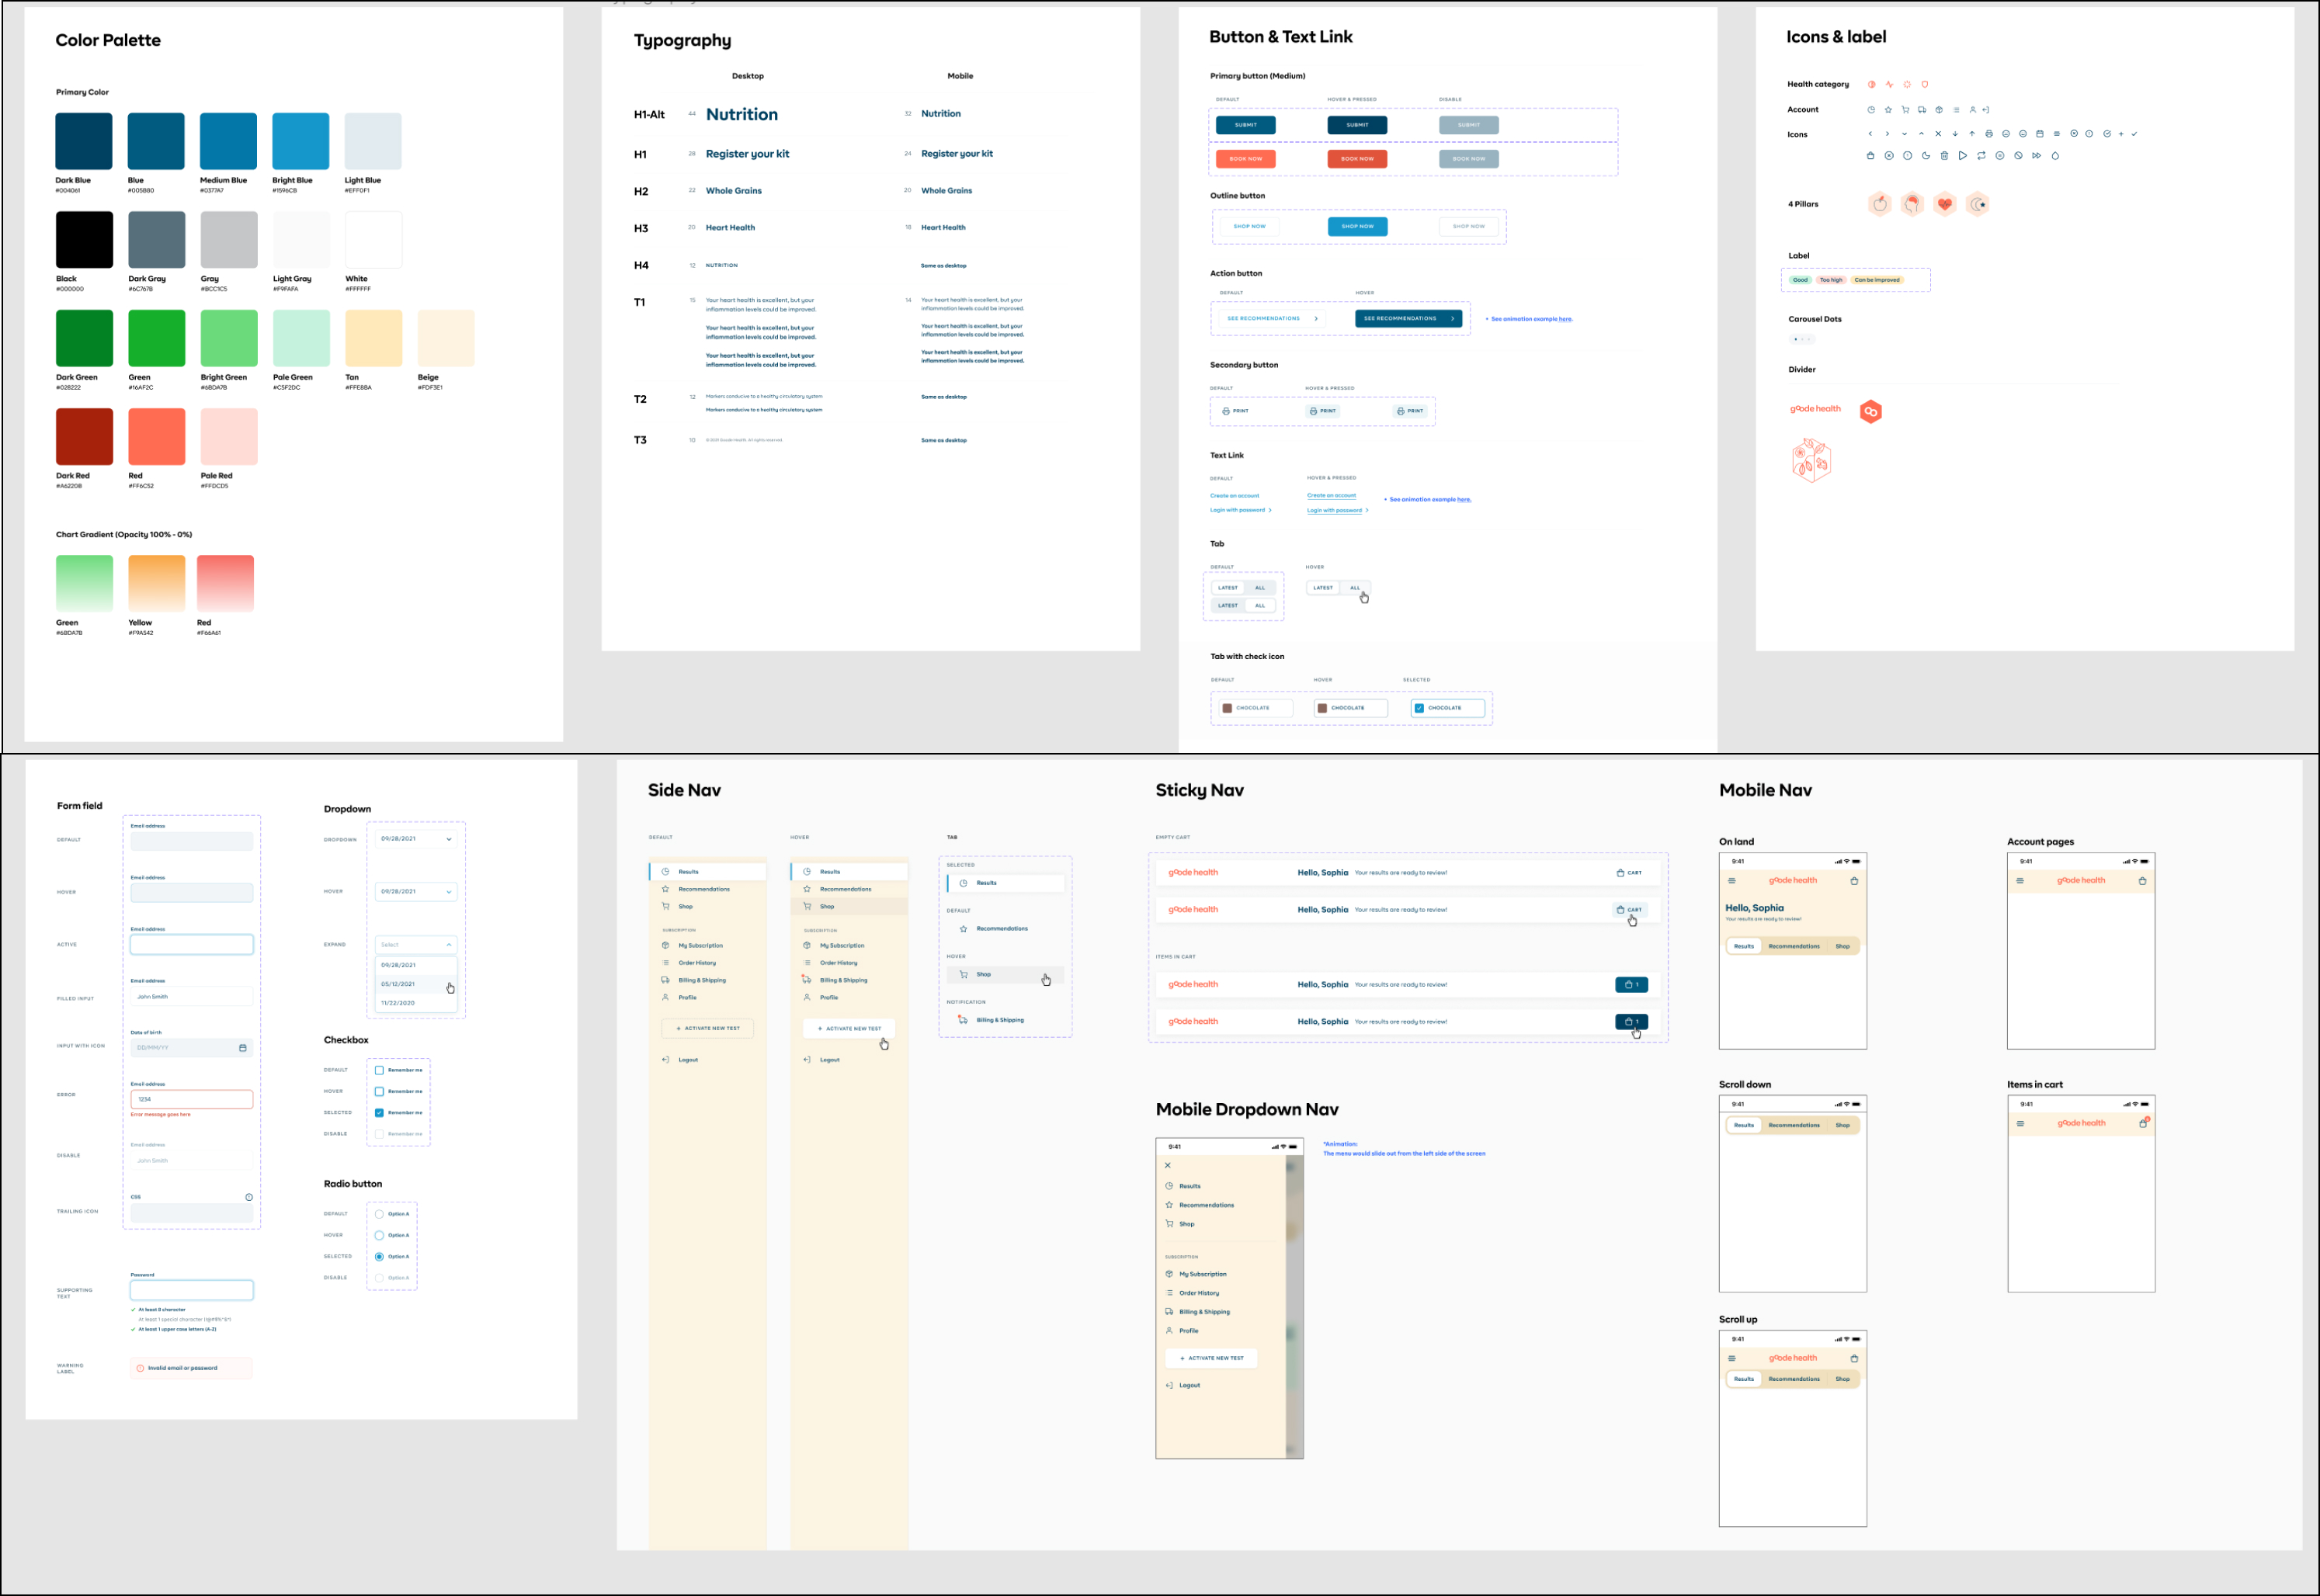 Color Palette
Primary Color
Dark Blue
#004061
Blue
#005B80
Medium Blue
#0377A7
Bright Blue
#1596CB
Light Blue
#EFF0F1
Black
#000000
Dark Gray
#6C767B
Gray
#BCC1C5
Light Gray
#F9FAFA
White
#FFFFFF
Dark Green
#028222
Green
#16AF2C
Bright Green
#6BDA7B
Pale Green
#C5F2DC
Tan
#FFE8BA
Beige
#FDF3E1
Dark Red
#A6220B
Red
#FF6C52
Pale Red
#FFDCD5
Chart Gradient (Opacity 100% - 0%)
Green
#6BDA7B
Yellow
#F9A542
Red
#F66A61
Typography
Desktop
Mobile
H1-Alt
44
Nutrition
32
Nutrition
H1
28
Register your kit
24
Register your kit
H2
22
Whole Grains
20
Whole Grains
H3
20
Heart Health
18
Heart Health
H4
12
NUTRITION
Same as desktop
T1
15
Your heart health is excellent, but your
inflammation levels could be improved.
Your heart health is excellent, but your
inflammation levels could be improved.
Your heart health is excellent, but your
inflammation levels could be improved.
14
Your heart health is excellent, but your
inflammation levels could be improved.
Your heart health is excellent, but your
inflammation levels could be improved.
Your heart health is excellent, but your
inflammation levels could be improved.
T2
12
Markers conducive to a healthy circulatory system
Markers conducive to a healthy circulatory system
Same as desktop
T3
10
© 2021 Goode Health. All rights reserved.
Same as desktop
Button & Text Link
Primary button (Medium)
DEFAULT
HOVER & PRESSED
DISABLE
SUBMIT
SUBMIT
SUBMIT
BOOK NOW
BOOK NOW
BOOK NOW
Outline button
SHOP NOW
SHOP NOW
SHOP NOW
Action button
DEFAULT
HOVER
SEE RECOMMENDATIONS
SEE RECOMMENDATIONS
• See animation example here.
Secondary button
DEFAULT
HOVER & PRESSED
PRINT
PRINT
PRINT
Text Link
DEFAULT
HOVER & PRESSED
Create an account
Create an account
• See animation example here.
Login with password
Login with password
Tab
DEFAULT
HOVER
LATEST
ALL
LATEST
ALL
LATEST
ALL
Tab with check icon
DEFAULT
HOVER
SELECTED
CHOCOLATE
CHOCOLATE
CHOCOLATE
Icons & label
Health category
Account
Icons
4 Pillars
Label
Good
Too high
Can be improved
Carousel Dots
Divider
goode health
Form field
DEFAULT
Email address
HOVER
Email address
ACTIVE
Email address
FILLED INPUT
Email address
John Smith
INPUT WITH ICON
Date of birth
DD/MM/YY
ERROR
Email address
1234
Error message goes here
DISABLE
Email address
John Smith
TRAILING ICON
CSS
SUPPORTING
TEXT
Password
At least 8 character
At least 1 special character
At least 1 upper case letters (A-Z)
WARNING
LABEL
Invalid email or password
Dropdown
DROPDOWN
09/28/2021
HOVER
09/28/2021
EXPAND
Select
09/28/2021
05/12/2021
11/22/2020
Checkbox
DEFAULT
Remember me
HOVER
Remember me
SELECTED
Remember me
DISABLE
Remember me
Radio button
DEFAULT
Option A
HOVER
Option A
SELECTED
Option A
DISABLE
Option A
Side Nav
DEFAULT
Results
Recommendations
Shop
SUBSCRIPTION
My Subscription
Order History
Billing & Shipping
Profile
+ ACTIVATE NEW TEST
Logout
HOVER
Results
Recommendations
Shop
SUBSCRIPTION
My Subscription
Order History
Billing & Shipping
Profile
+ ACTIVATE NEW TEST
Logout
TAB
SELECTED
Results
DEFAULT
Recommendations
HOVER
Shop
NOTIFICATION
Billing & Shipping
Sticky Nav
EMPTY CART
goode health
Hello, Sophia
Your results are ready to review!
CART
goode health
Hello, Sophia
Your results are ready to review!
CART
ITEMS IN CART
goode health
Hello, Sophia
Your results are ready to review!
1
goode health
Hello, Sophia
Your results are ready to review!
1
Mobile Dropdown Nav
9:41
Results
Recommendations
Shop
SUBSCRIPTION
My Subscription
Order History
Billing & Shipping
Profile
+ ACTIVATE NEW TEST
Logout
*Animation:
The menu would slide out from the left side of the screen
Mobile Nav
On land
9:41
goode health
Hello, Sophia
Your results are ready to review!
Results
Recommendations
Shop
Account pages
9:41
goode health
Scroll down
9:41
Results
Recommendations
Shop
Items in cart
9:41
goode health
Scroll up
9:41
goode health
Results
Recommendations
Shop